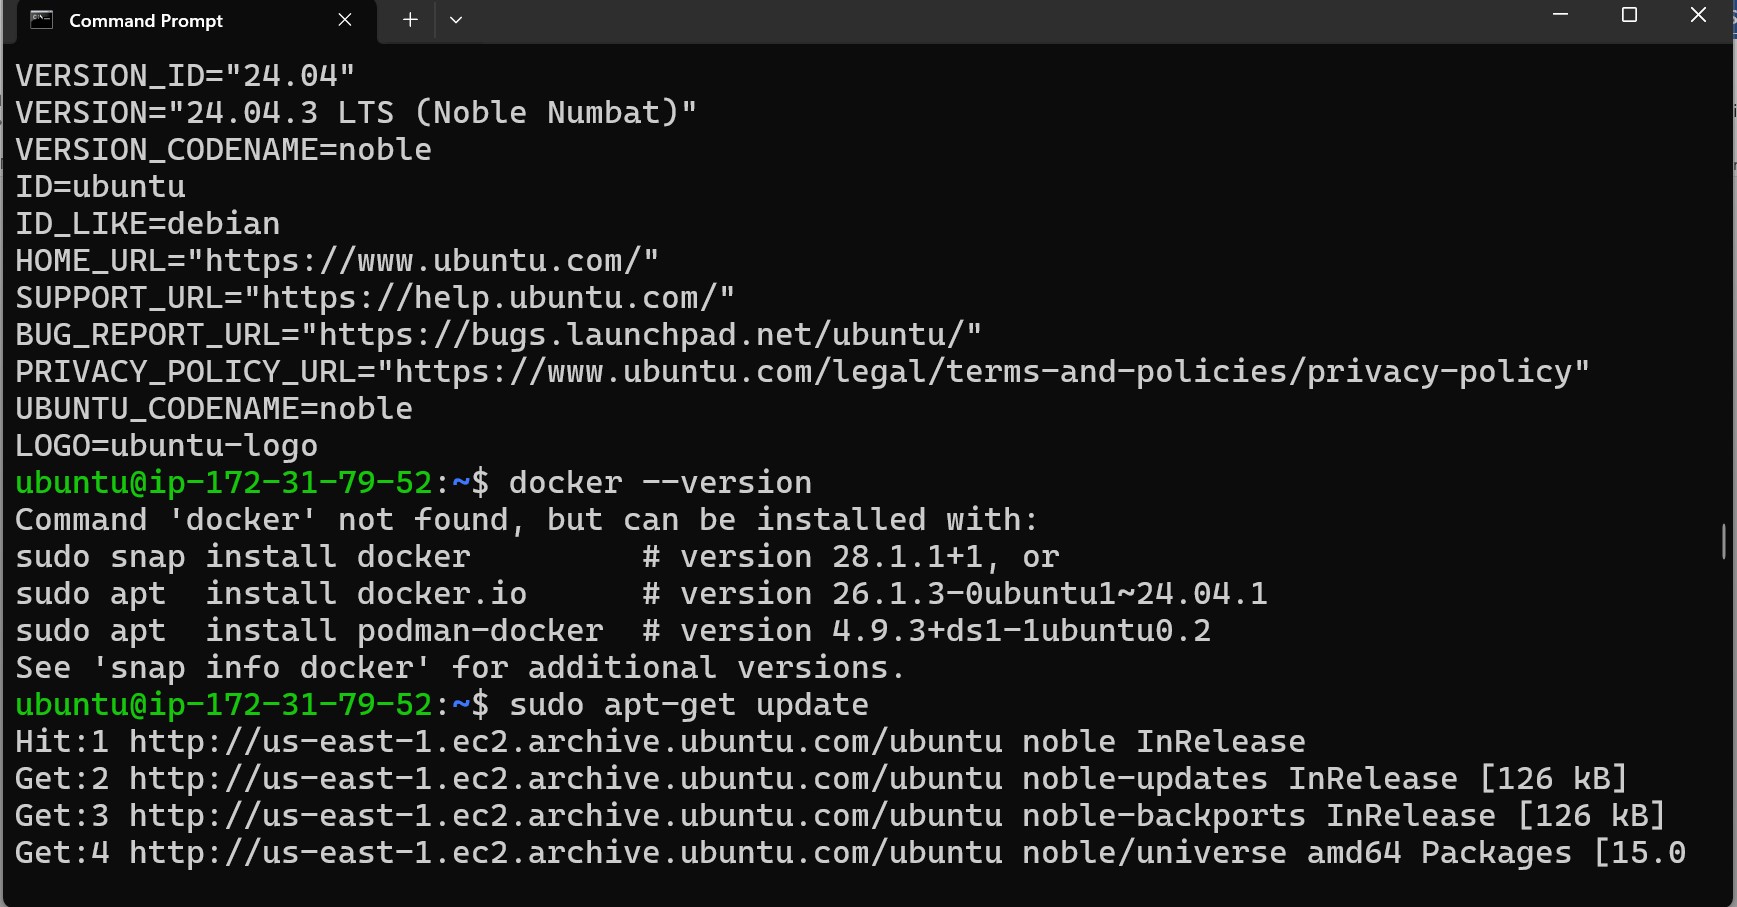 Command Prompt
VERSION_ID="24.04"
VERSION="24.04.3 LTS (Noble Numbat)"
VERSION_CODENAME=noble
ID=ubuntu
ID_LIKE=debian
HOME_URL="https://www.ubuntu.com/"
SUPPORT_URL="https://help.ubuntu.com/"
BUG_REPORT_URL="https://bugs.launchpad.net/ubuntu/"
PRIVACY_POLICY_URL="https://www.ubuntu.com/legal/terms-and-policies/privacy-policy"
UBUNTU_CODENAME=noble
LOGO=ubuntu-logo
ubuntu@ip-172-31-79-52:~$ docker --version
Command 'docker' not found, but can be installed with:
sudo snap install docker         # version 28.1.1+1, or
sudo apt  install docker.io      # version 26.1.3-0ubuntu1~24.04.1
sudo apt  install podman-docker  # version 4.9.3+ds1-1ubuntu0.2
See 'snap info docker' for additional versions.
ubuntu@ip-172-31-79-52:~$ sudo apt-get update
Hit:1 http://us-east-1.ec2.archive.ubuntu.com/ubuntu noble InRelease
Get:2 http://us-east-1.ec2.archive.ubuntu.com/ubuntu noble-updates InRelease [126 kB]
Get:3 http://us-east-1.ec2.archive.ubuntu.com/ubuntu noble-backports InRelease [126 kB]
Get:4 http://us-east-1.ec2.archive.ubuntu.com/ubuntu noble/universe amd64 Packages [15.0